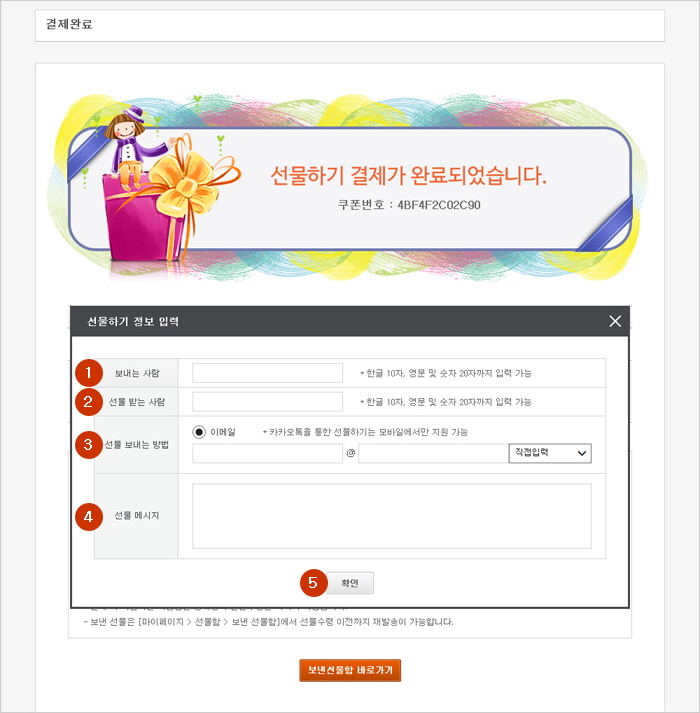 결제완료
선물하기 결제가 완료되었습니다.
쿠폰번호 : 4BF4F2C02C90
선물하기 정보 입력
1 보내는 사람 + 한글 10자, 영문 및 숫자 20자까지 입력 가능
2 선물 받는 사람 + 한글 10자, 영문 및 숫자 20자까지 입력 가능
3 선물 보내는 방법 이메일 + 카카오톡을 통한 선물하기는 모바일에서만 지원 가능
@ 직접입력
4 선물 메시지
5 확인
- 보낸 선물은 [마이페이지 > 선물함 > 보낸 선물함]에서 선물수령 이전까지 재발송이 가능합니다.
보낸선물함 바로가기